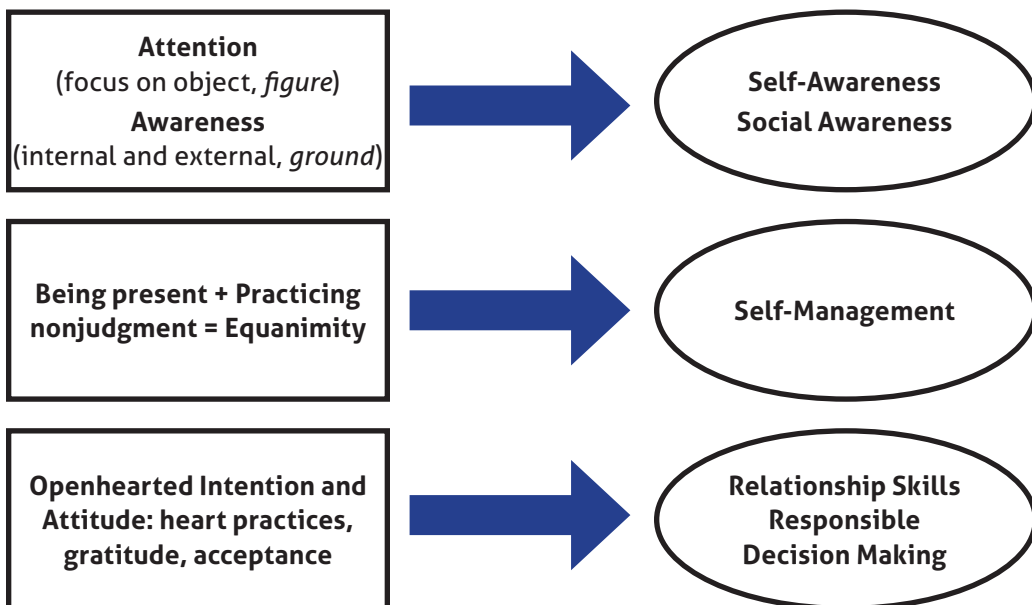 Attention
(focus on object, figure)
Awareness
(internal and external, ground)
Self-Awareness
Social Awareness
Being present + Practicing
nonjudgment = Equanimity
Self-Management
Openhearted Intention and
Attitude: heart practices,
gratitude, acceptance
Relationship Skills
Responsible
Decision Making